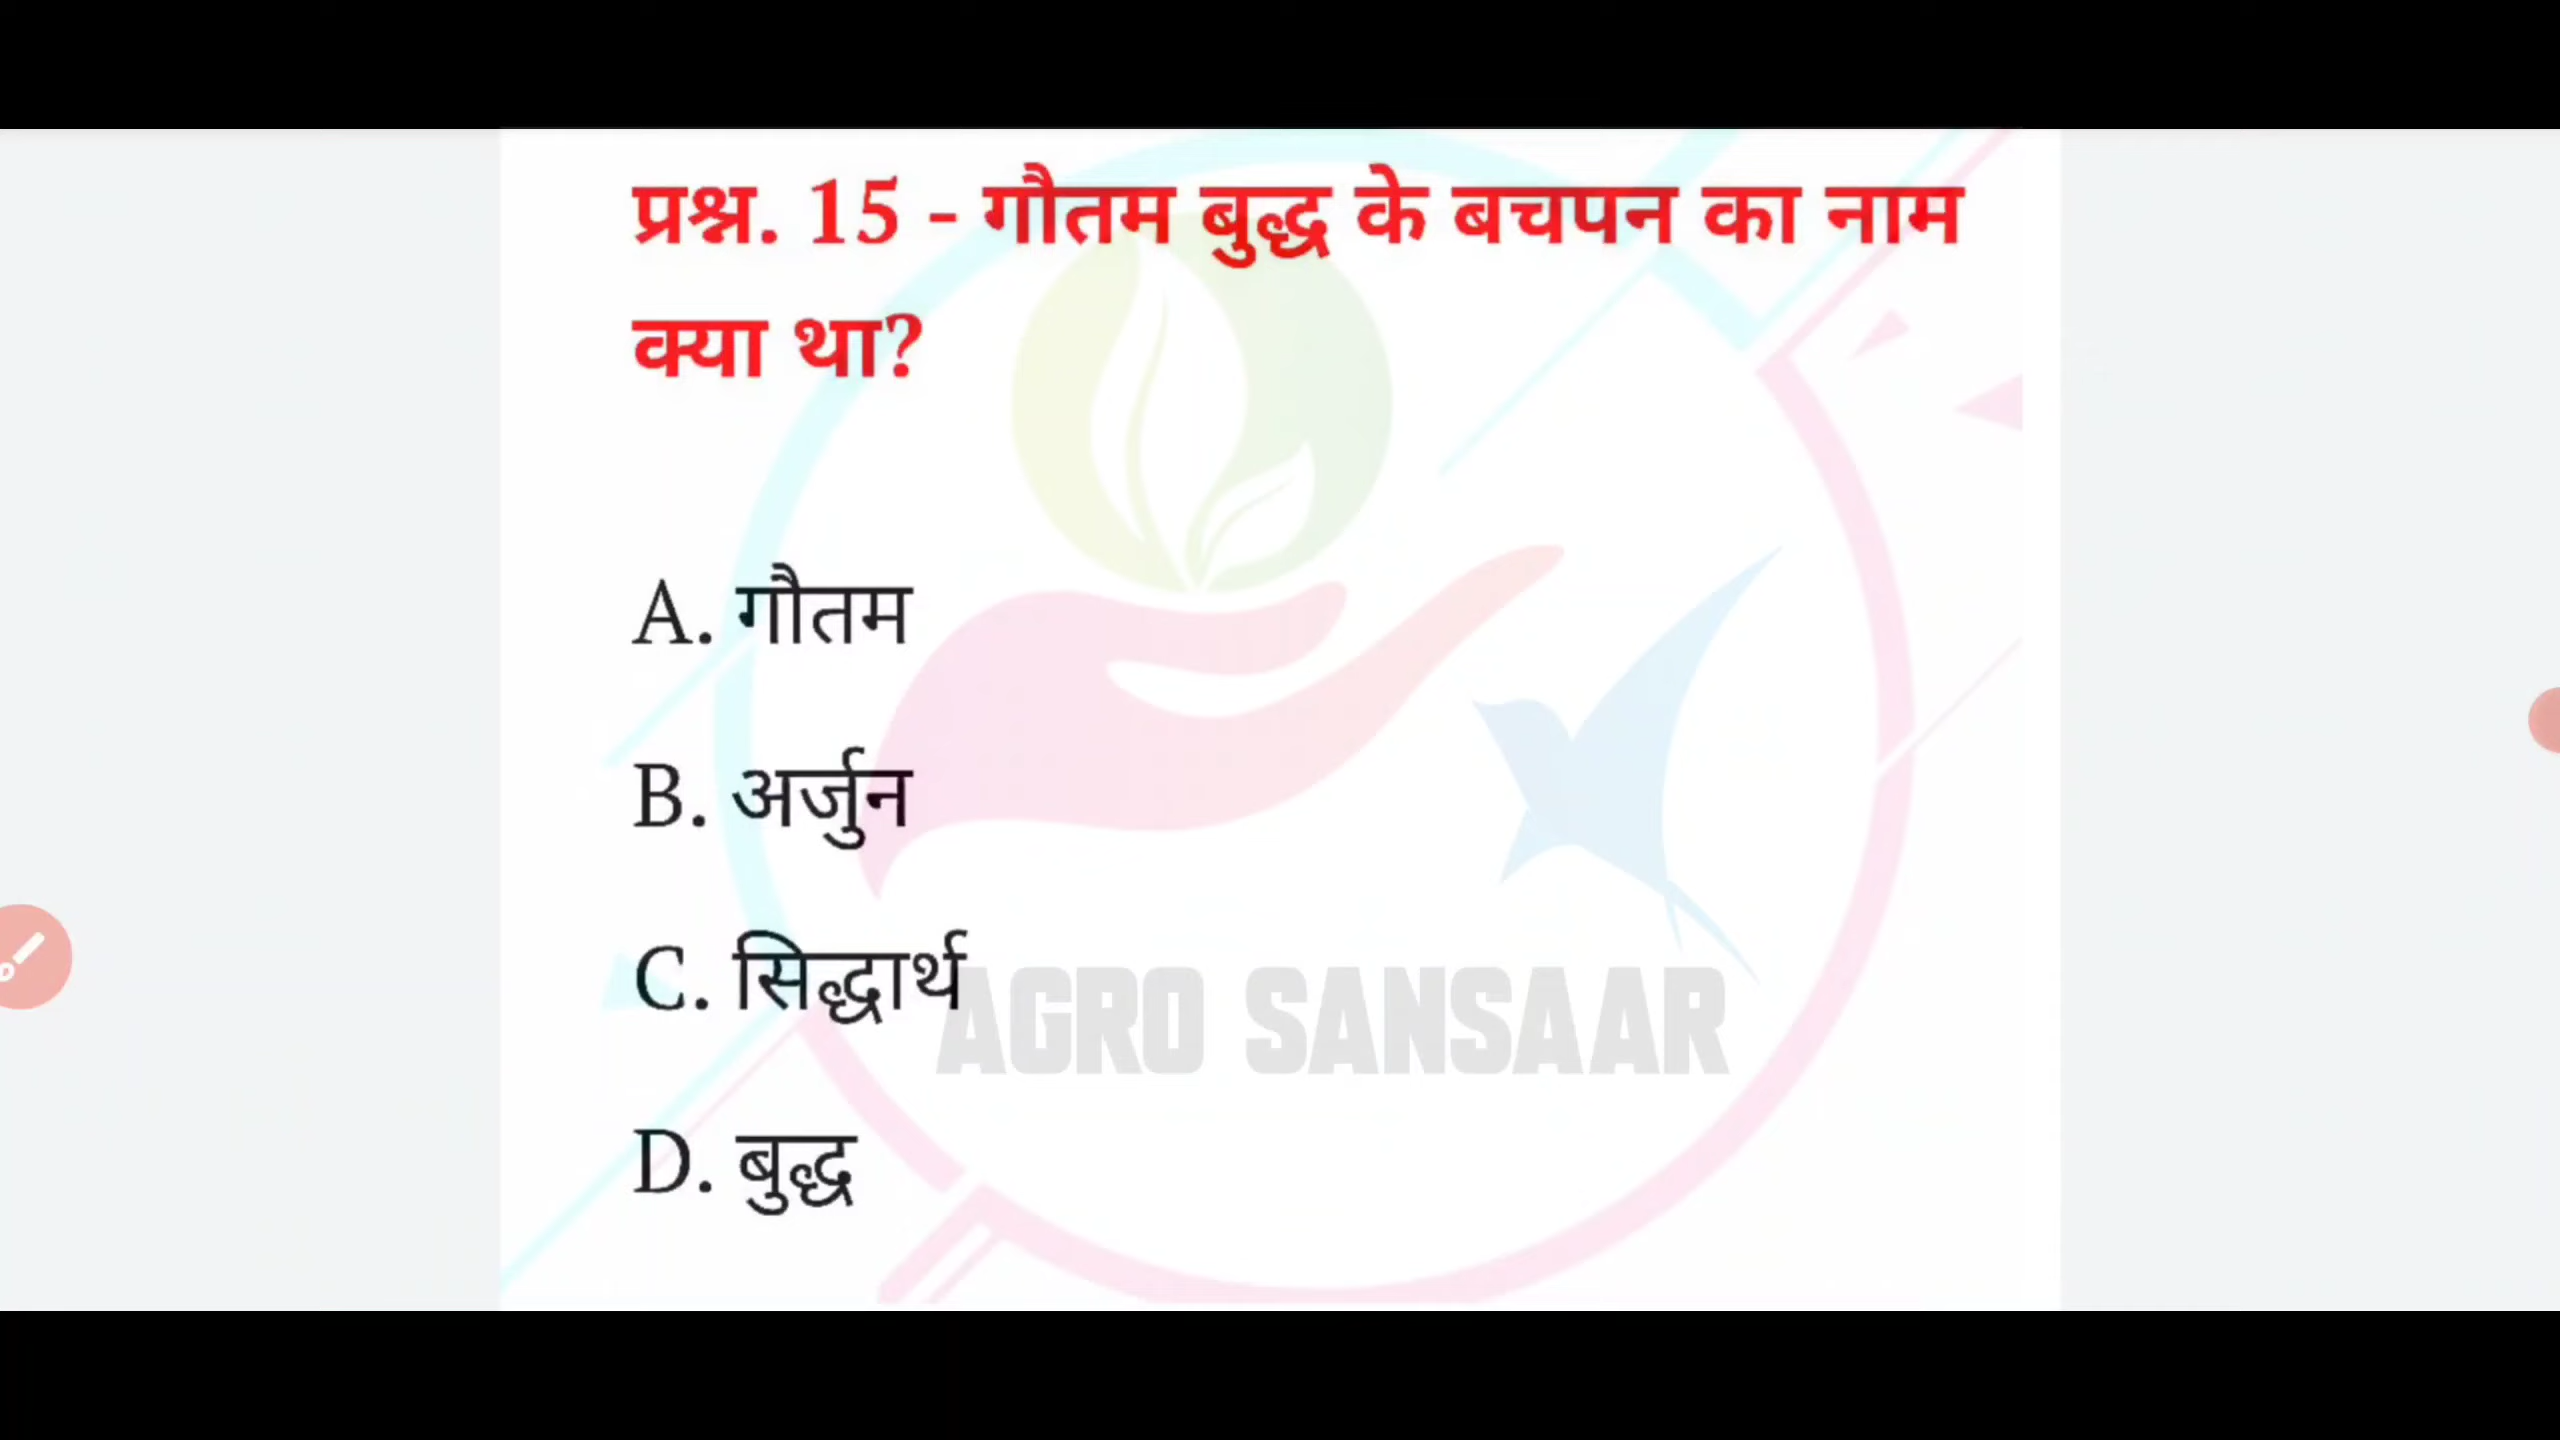 प्रश्न. 15 - गौतम बुद्ध के बचपन का नाम
क्या था?
A. गौतम
B. अर्जुन
C. सिद्धार्थ
D. बुद्ध
AGRO SANSAAR